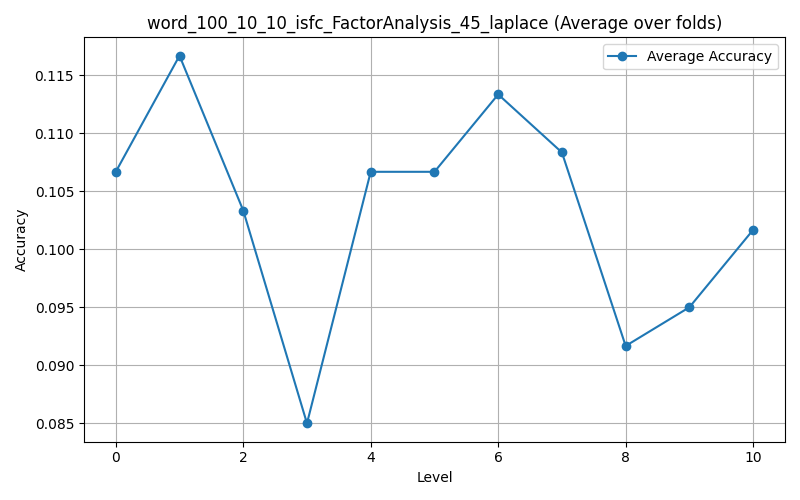 word_100_10_10_isfc_FactorAnalysis_45_laplace (Average over folds)
Average Accuracy
0.115
0.110
0.105
0.100
0.095
0.090
0.085
Accuracy
0 2 4 6 8 10
Level